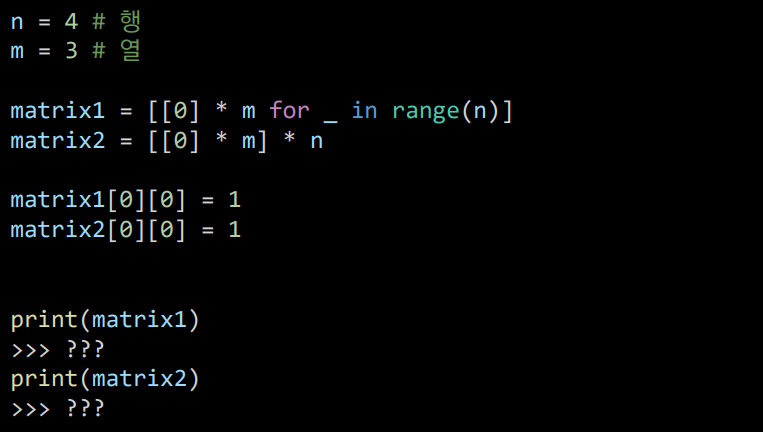 n = 4 # 행
m = 3 # 열
matrix1 = [[0] * m for _ in range(n)]
matrix2 = [[0] * m] * n
matrix1[0][0] = 1
matrix2[0][0] = 1
print(matrix1)
>>> ???
print(matrix2)
>>> ???